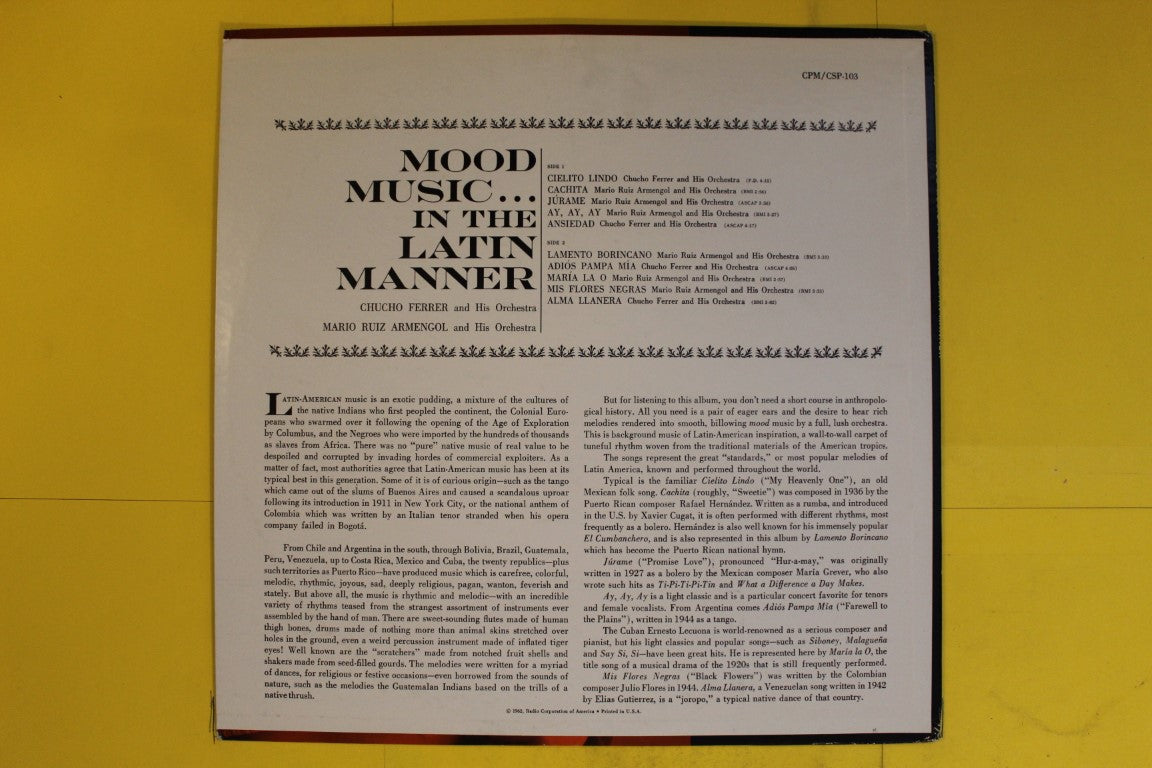 CPM/CSP-103
MOOD
MUSIC...
IN THE
LATIN
MANNER
CHUCHO FERRER and His Orchestra
MARIO RUIZ ARMENGOL and His Orchestra
SIDE 1
CIELITO LINDO Chucho Ferrer and His Orchestra
CACHITA Mario Ruiz Armengol and His Orchestra
JÚRAME Mario Ruiz Armengol and His Orchestra
AY, AY, AY Mario Ruiz Armengol and His Orchestra
ANSIEDAD Chucho Ferrer and His Orchestra
SIDE 2
LAMENTO BORINCANO Mario Ruiz Armengol and His Orchestra
ADIOS PAMPA MÍA Chucho Ferrer and His Orchestra
MARÍA LA O Mario Ruiz Armengol and His Orchestra
MIS FLORES NEGRAS Mario Ruiz Armengol and His Orchestra
ALMA LLANERA Chucho Ferrer and His Orchestra
LATIN-AMERICAN music is an exotic pudding, a mixture of the cultures of
the native Indians who first peopled the continent, the Colonial Euro-
peans who swarmed over it following the opening of the Age of Exploration
by Columbus, and the Negroes who were imported by the hundreds of thousands
as slaves from Africa. There was no "pure" native music of real value to be
despoiled and corrupted by invading hordes of commercial exploiters. As a
matter of fact, most authorities agree that Latin-American music has been at its
typical best in this generation. Some of it is of curious origin—such as the tango
which came out of the slums of Buenos Aires and caused a scandalous uproar
following its introduction in 1911 in New York City, or the national anthem of
Colombia which was written by an Italian tenor stranded when his opera
company failed in Bogotá.
From Chile and Argentina in the south, through Bolivia, Brazil, Guatemala,
Peru, Venezuela, up to Costa Rica, Mexico and Cuba, the twenty republics—plus
such territories as Puerto Rico—have produced music which is carefree, colorful,
melodic, rhythmic, joyous, sad, deeply religious, pagan, wanton, feverish and
stately. But above all, the music is rhythmic and melodic—with an incredible
variety of rhythms teased from the strangest assortment of instruments ever
assembled by the hand of man. There are sweet-sounding flutes made of human
thigh bones, drums made of nothing more than animal skins stretched over
holes in the ground, even a weird percussion instrument made of inflated tiger
eyes! Well known are the "scratchers" made from notched fruit shells and
shakers made from seed-filled gourds. The melodies were written for a myriad
of dances, for religious or festive occasions—even borrowed from the sounds of
nature, such as the melodies the Guatemalan Indians based on the trills of a
native thrush.
But for listening to this album, you don't need a short course in anthropolo-
gical history. All you need is a pair of eager ears and the desire to hear rich
melodies rendered into smooth, billowing mood music by a full, lush orchestra.
This is background music of Latin-American inspiration, a wall-to-wall carpet of
tuneful rhythm woven from the traditional materials of the American tropics.
The songs represent the great "standards," or most popular melodies of
Latin America, known and performed throughout the world.
Typical is the familiar Cielito Lindo ("My Heavenly One"), an old
Mexican folk song. Cachita (roughly, "Sweetie") was composed in 1936 by the
Puerto Rican composer Rafael Hernández. Written as a rumba, and introduced
in the U.S. by Xavier Cugat, it is often performed with different rhythms, most
frequently as a bolero. Hernández is also well known for his immensely popular
El Cumbanchero, and is also represented in this album by Lamento Borincano
which has become the Puerto Rican national hymn.
Júrame ("Promise Love"), pronounced "Hur-a-may," was originally
written in 1927 as a bolero by the Mexican composer Maria Grever, who also
wrote such hits as Ti-Pi-Ti-Pi-Tin and What a Difference a Day Makes.
Ay, Ay, Ay is a light classic and is a particular concert favorite for tenors
and female vocalists. From Argentina comes Adiós Pampa Mía ("Farewell to
the Plains"), written in 1944 as a tango.
The Cuban Ernesto Lecuona is world-renowned as a serious composer and
pianist, but his light classics and popular songs—such as Siboney, Malagueña
and Say Si, Si—have been great hits. He is represented here by María la O, the
title song of a musical drama of the 1920s that is still frequently performed.
Mis Flores Negras ("Black Flowers") was written by the Colombian
composer Julio Flores in 1944. Alma Llanera, a Venezuelan song written in 1942
by Elias Gutierrez, is a "joropo," a typical native dance of that country.
© 1962, Radio Corporation of America • Printed in U.S.A.